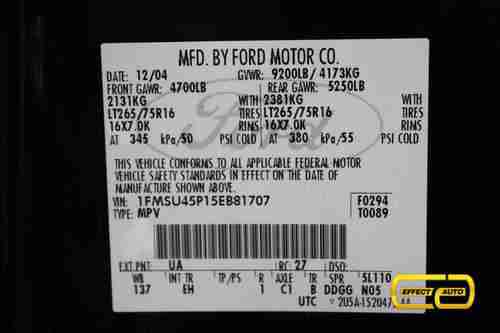 MFD. BY FORD MOTOR CO.
DATE: 12/04 GVWR: 9200LB/ 4173KG
FRONT GAWR: 4700LB REAR GAWR: 5250LB
2131KG WITH 2381KG WITH
LT265/75R16 TIRES LT265/75R16 TIRES
16X7.0K RIMS 16X7.0K RIMS
AT 345 kPa/50 PSI COLD AT 380 kPa/55 PSI COLD
THIS VEHICLE CONFORMS TO ALL APPLICABLE FEDERAL MOTOR
VEHICLE SAFETY STANDARDS IN EFFECT ON THE DATE OF
MANUFACTURE SHOWN ABOVE.
VIN: 1FMSU45P15EB81707 F0294
TYPE: MPV T0089
EXT PNT: UA RC: 27 DSO:
WB INT TR TP/PS R AX TR SPR 5L110
137 EH 1 C1 B DDGG N05
UTC
EFFECT AUTO